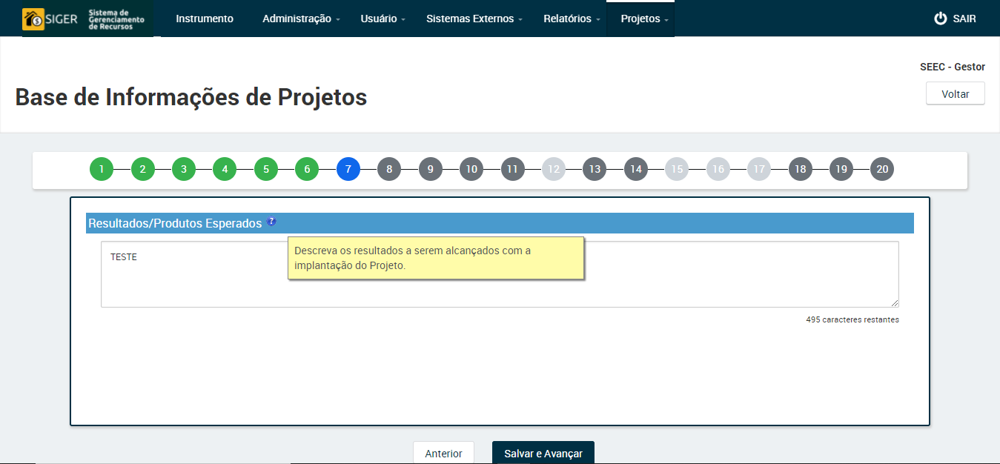 SIGER
Sistema de
Gerenciamento
de Recursos
Instrumento
Administração
Usuário
Sistemas Externos
Relatórios
Projetos
SAIR
SEEC - Gestor
Base de Informações de Projetos
Voltar
1 2 3 4 5 6 7 8 9 10 11 12 13 14 15 16 17 18 19 20
Resultados/Produtos Esperados ?
Descreva os resultados a serem alcançados com a
implantação do Projeto.
TESTE
495 caracteres restantes
Anterior
Salvar e Avançar